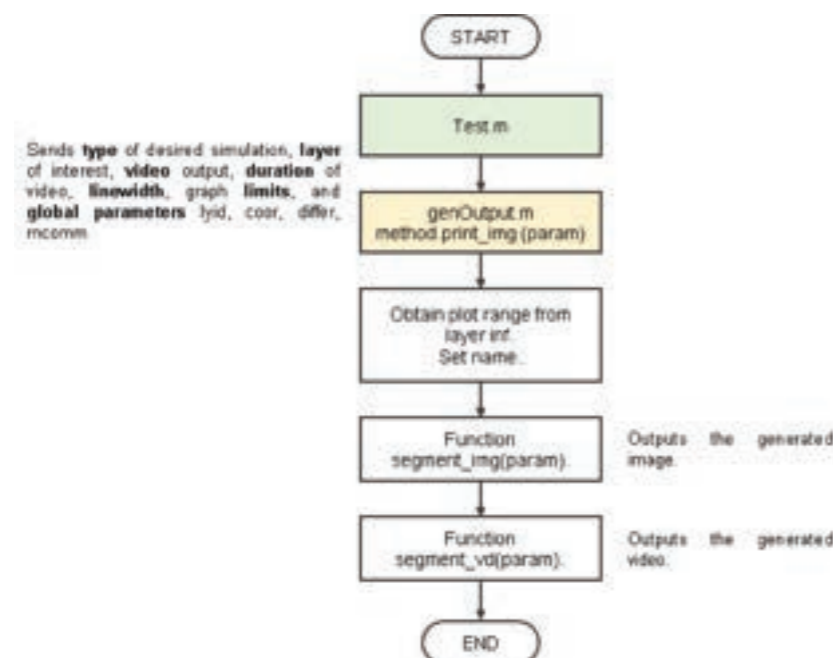 START
Test.m
Sends type of desired simulation, layer
of interest, video output, duration of
video, linewidth, graph limits, and
global parameters lyid, coor, differ,
mcomm
genOutput.m
method print_img (param)
Obtain plot range from
layer inf.
Set name.
Function
segment_img(param).
Outputs the generated
image.
Function
segment_vd(param).
Outputs the generated
video.
END